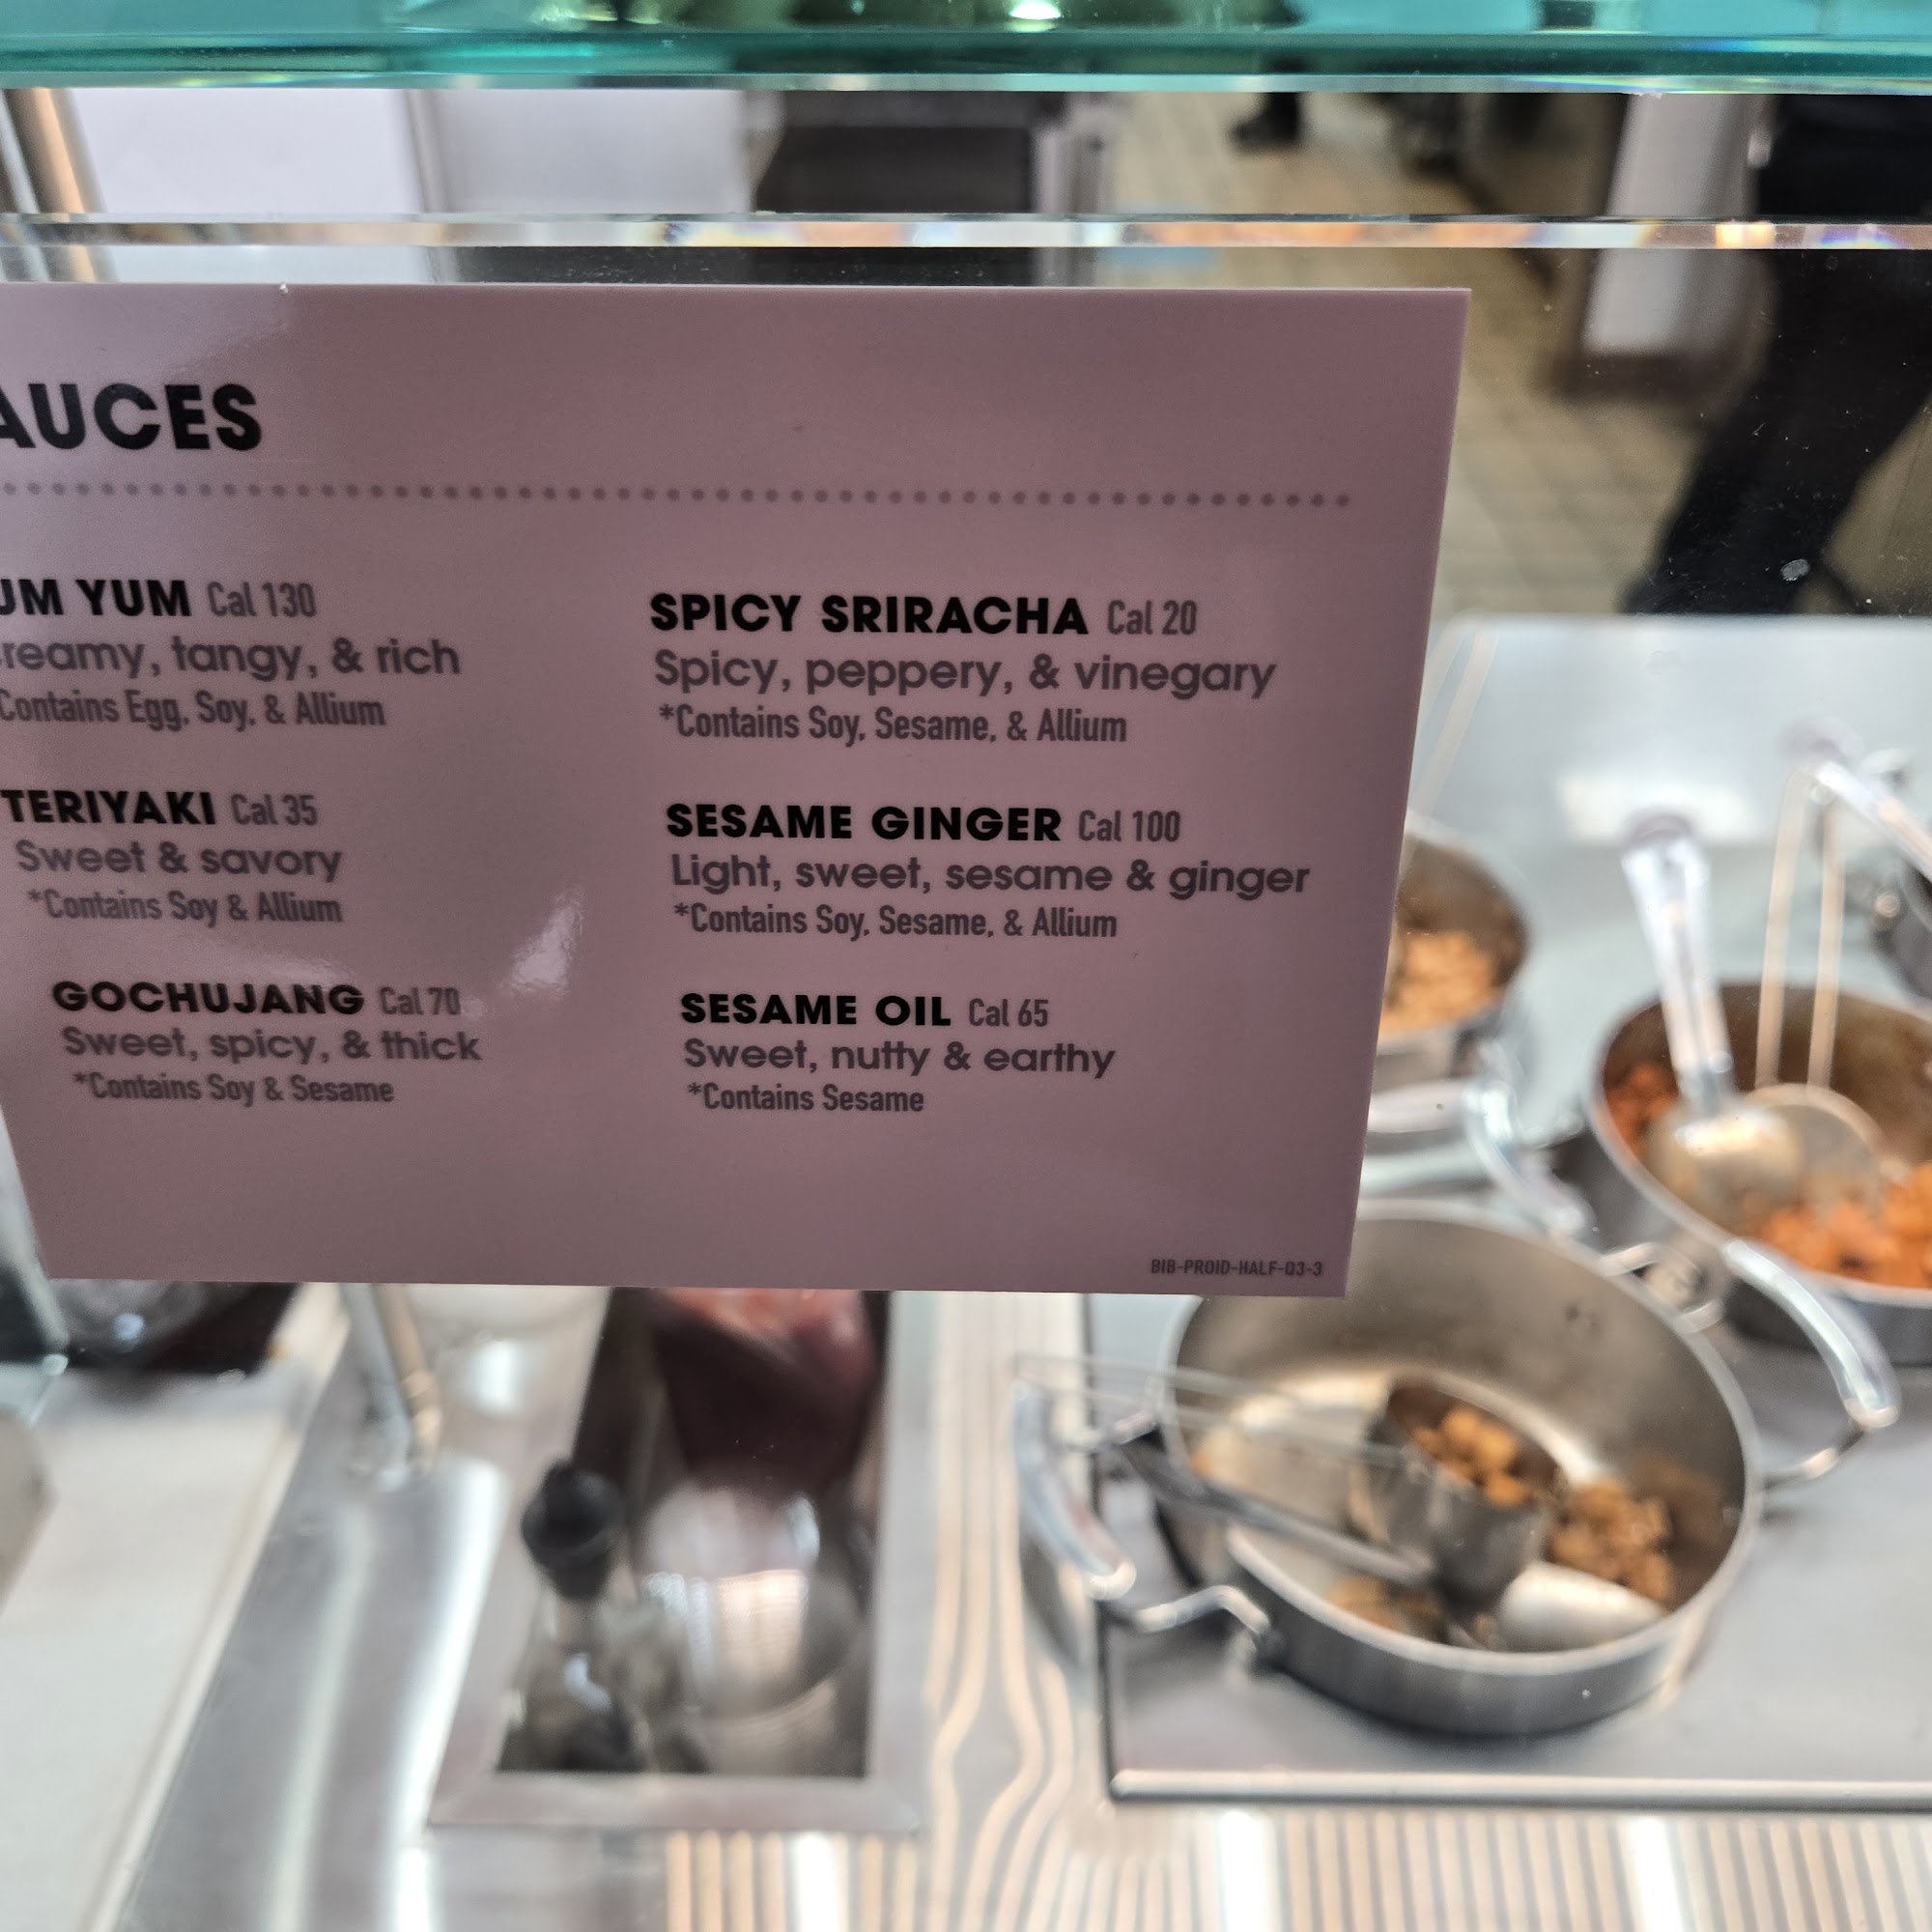 AUCES
UM YUM Cal 130
reamy, tangy, & rich
Contains Egg, Soy, & Allium
TERIYAKI Cal 35
Sweet & savory
*Contains Soy & Allium
GOCHUJANG Cal 70
Sweet, spicy, & thick
*Contains Soy & Sesame
SPICY SRIRACHA Cal 20
Spicy, peppery, & vinegary
*Contains Soy, Sesame, & Allium
SESAME GINGER Cal 100
Light, sweet, sesame & ginger
*Contains Soy, Sesame, & Allium
SESAME OIL Cal 65
Sweet, nutty & earthy
*Contains Sesame
BIB-PROID-HALF-Q3-3